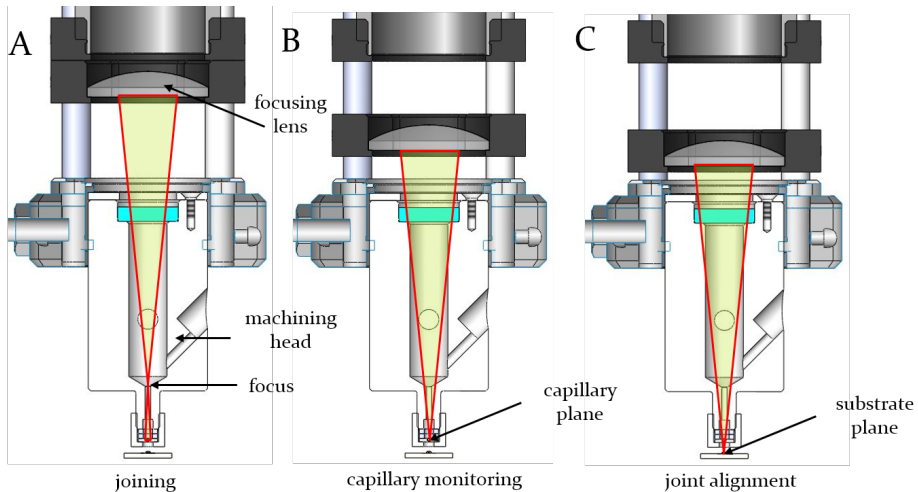 A
B
C
focusing
lens
machining
head
focus
capillary
plane
substrate
plane
joining
capillary monitoring
joint alignment